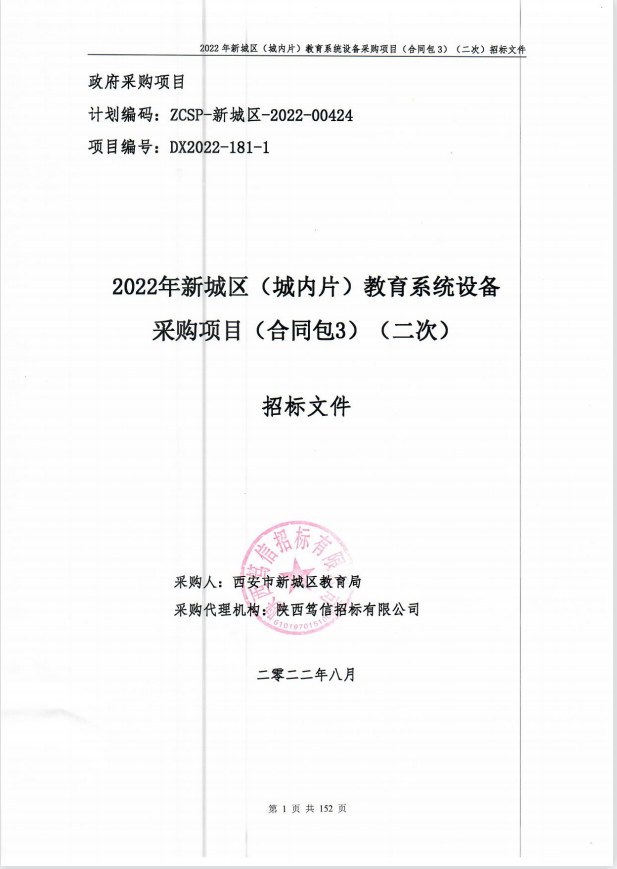 2022 年新城区（城内片）教育系统设备采购项目（合同包 3）（二次）招标文件
政府采购项目
计划编码：ZCSP-新城区-2022-00424
项目编号：DX2022-181-1
2022年新城区（城内片）教育系统设备
采购项目（合同包3）（二次）
招标文件
信招标有限
采购人：西安市新城区教育局
采购代理机构：陕西笃信招标有限公司
二零二二年八月
第 1 页 共 152 页